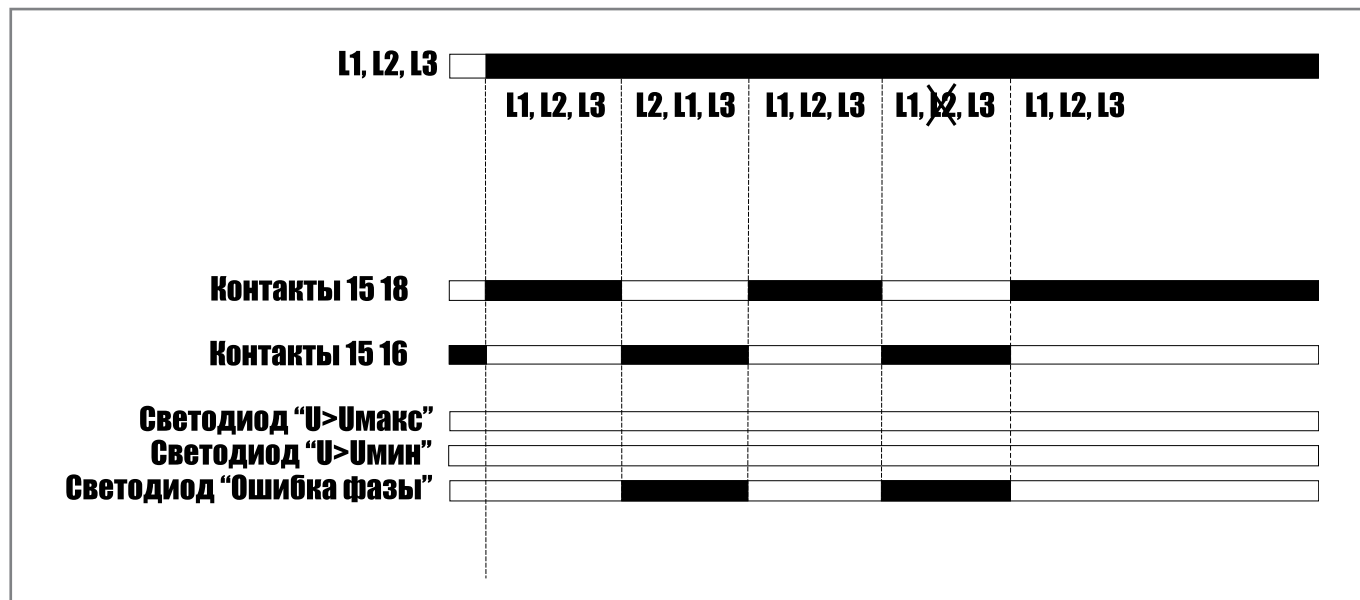 L1, L2, L3
L1, L2, L3 L2, L1, L3 L1, L2, L3 L1, L2, L3 L1, L2, L3
Контакты 15 18
Контакты 15 16
Светодиод “U>Uмакс”
Светодиод “U>Uмин”
Светодиод “Ошибка фазы”